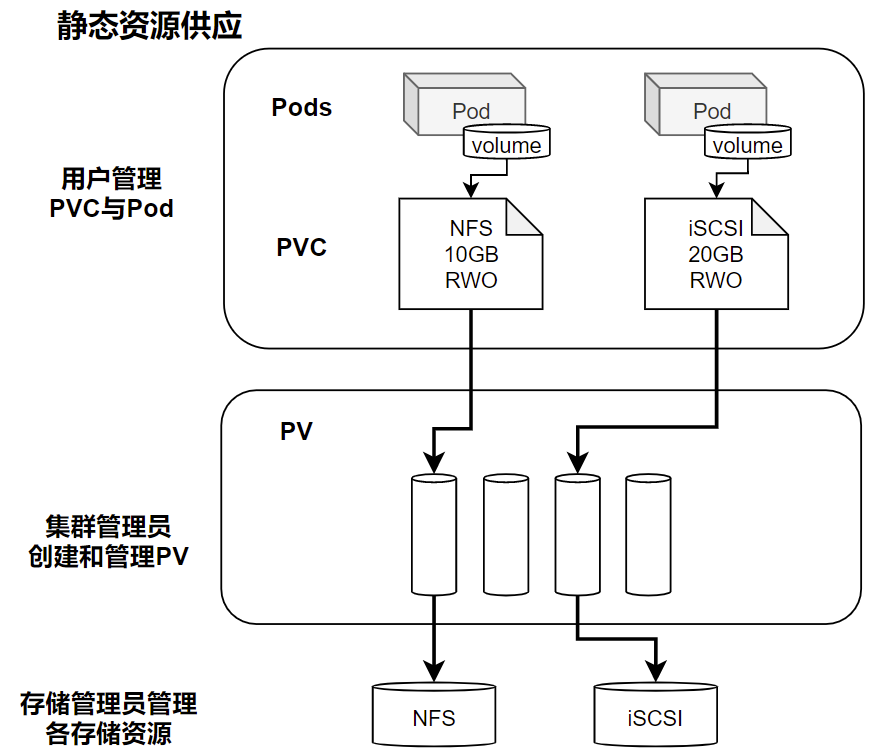 静态资源供应
Pods
Pod
volume
Pod
volume
用户管理
PVC与Pod
PVC
NFS
10GB
RWO
iSCSI
20GB
RWO
PV
集群管理员
创建和管理PV
存储管理员管理
各存储资源
NFS
iSCSI